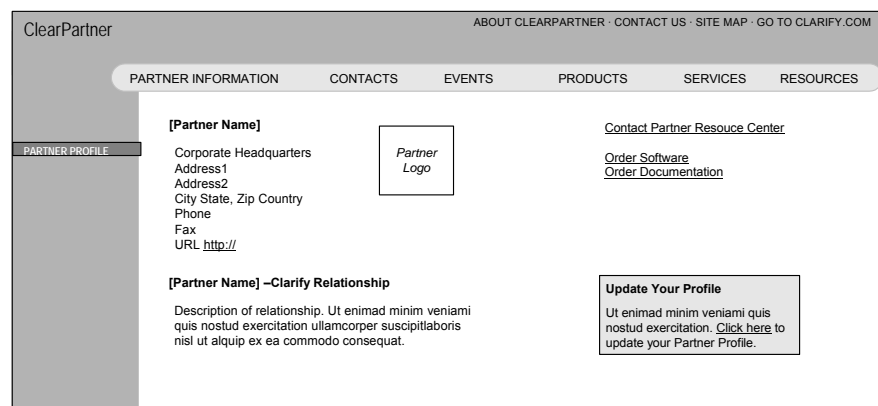 ClearPartner
ABOUT CLEARPARTNER · CONTACT US · SITE MAP · GO TO CLARIFY.COM
PARTNER INFORMATION CONTACTS EVENTS PRODUCTS SERVICES RESOURCES
PARTNER PROFILE
[Partner Name]
Corporate Headquarters
Address1
Address2
City State, Zip Country
Phone
Fax
URL http://
Partner
Logo
Contact Partner Resouce Center
Order Software
Order Documentation
[Partner Name] –Clarify Relationship
Description of relationship. Ut enimad minim veniami
quis nostud exercitation ullamcorper suscipitlaboris
nisl ut alquip ex ea commodo consequat.
Update Your Profile
Ut enimad minim veniami quis
nostud exercitation. Click here to
update your Partner Profile.